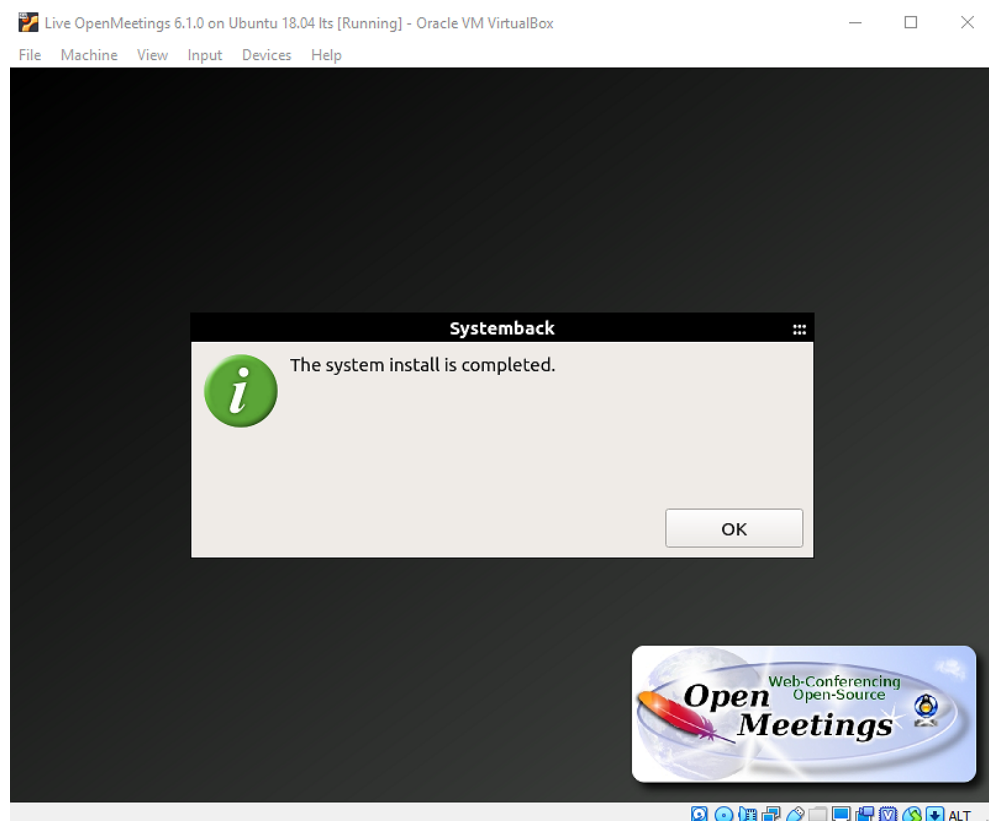 Live OpenMeetings 6.1.0 on Ubuntu 18.04 lts [Running] - Oracle VM VirtualBox
File Machine View Input Devices Help
Systemback
i
The system install is completed.
OK
Web-Conferencing
Open-Source
Open
Meetings
V
ALT